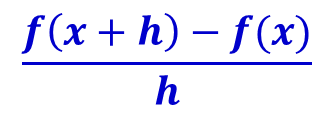 f(x + h) − f(x)
h